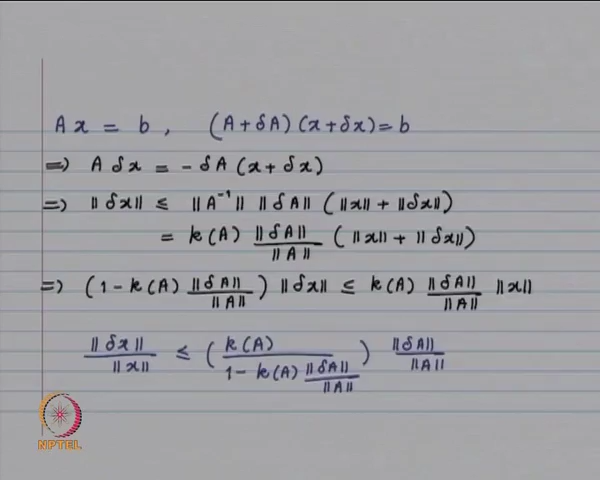 Ax = b, (A+δA)(x+δx)=b
=) A δx = -δA (x+δx)
=) ||δx|| ≤ ||A⁻¹|| ||δA|| (||x|| + ||δx||)
= k(A) ||δA|| / ||A|| (||x|| + ||δx||)
=) (1 - k(A) ||δA|| / ||A||) ||δx|| ≤ k(A) ||δA|| / ||A|| ||x||
||δx|| / ||x|| ≤ (k(A) / 1 - k(A) ||δA|| / ||A||) ||δA|| / ||A||
NPTEL